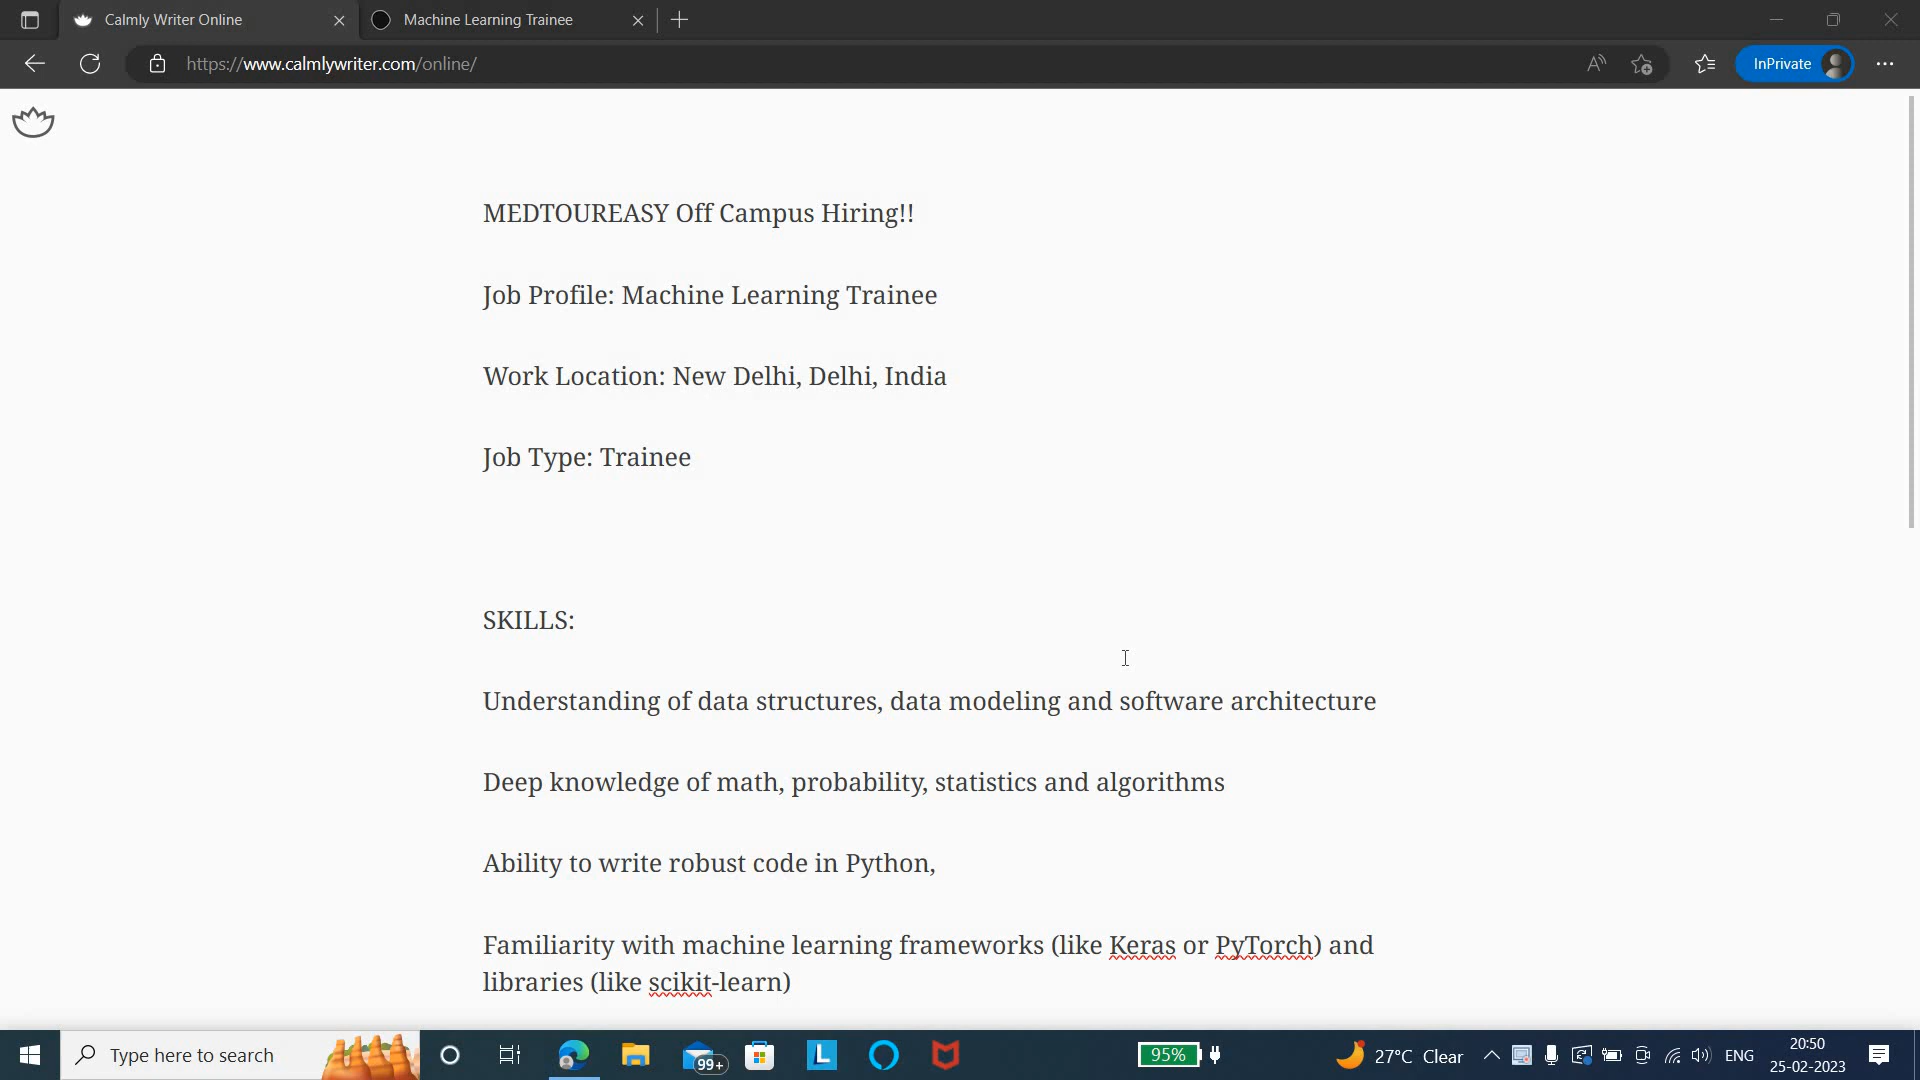 Calmly Writer Online
Machine Learning Trainee
https://www.calmlywriter.com/online/
InPrivate
MEDTOUREASY Off Campus Hiring!!
Job Profile: Machine Learning Trainee
Work Location: New Delhi, Delhi, India
Job Type: Trainee
SKILLS:
Understanding of data structures, data modeling and software architecture
Deep knowledge of math, probability, statistics and algorithms
Ability to write robust code in Python,
Familiarity with machine learning frameworks (like Keras or PyTorch) and
libraries (like scikit-learn)
Type here to search
99+
L
95%
27°C Clear
ENG
20:50
25-02-2023